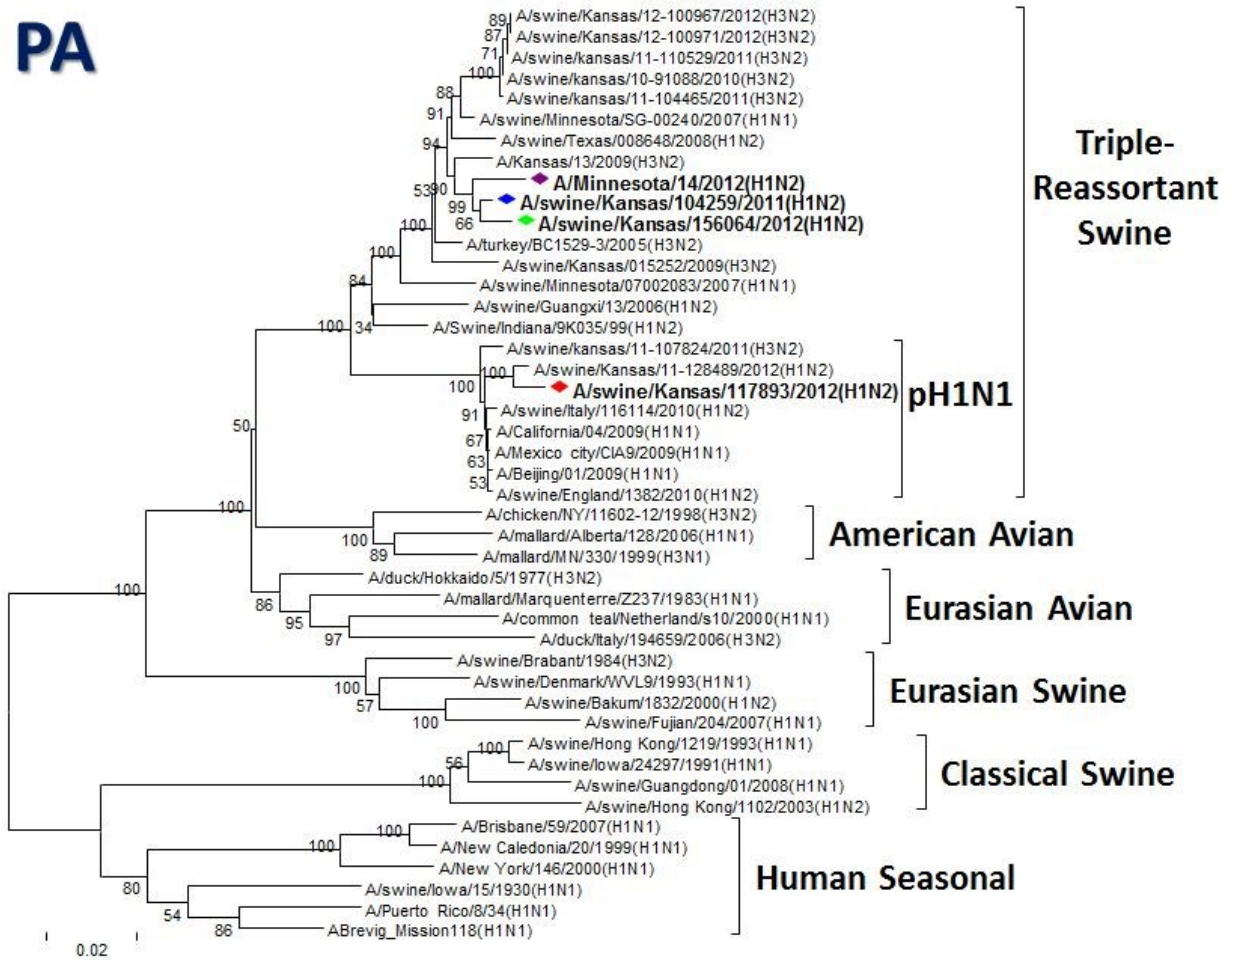 PA
89
A/swine/Kansas/12-100967/2012(H3N2)
87
A/swine/Kansas/12-100971/2012(H3N2)
71
A/swine/kansas/11-110529/2011(H3N2)
100
A/swine/kansas/10-91088/2010(H3N2)
88
A/swine/kansas/11-104465/2011(H3N2)
91
A/swine/Minnesota/SG-00240/2007(H1N1)
94
A/swine/Texas/008648/2008(H1N2)
A/Kansas/13/2009(H3N2)
53
90
A/Minnesota/14/2012(H1N2)
99
A/swine/Kansas/104259/2011(H1N2)
66
A/swine/Kansas/156064/2012(H1N2)
100
A/turkey/BC1529-3/2005(H3N2)
100
A/swine/Kansas/015252/2009(H3N2)
84
A/swine/Minnesota/07002083/2007(H1N1)
A/swine/Guangxi/13/2006(H1N2)
100
34
A/Swine/Indiana/9K035/99(H1N2)
Triple-
Reassortant
Swine
A/swine/kansas/11-107824/2011(H3N2)
100
A/swine/Kansas/11-128489/2012(H1N2)
100
A/swine/Kansas/117893/2012(H1N2)
pH1N1
91
A/swine/Italy/116114/2010(H1N2)
67
A/California/04/2009(H1N1)
63
A/Mexico city/CIA9/2009(H1N1)
53
A/Beijing/01/2009(H1N1)
A/swine/England/1382/2010(H1N2)
50
100
A/chicken/NY/11602-12/1998(H3N2)
100
A/mallard/Alberta/128/2006(H1N1)
89
A/mallard/MN/330/1999(H3N1)
American Avian
100
A/duck/Hokkaido/5/1977(H3N2)
86
A/mallard/Marquenterre/Z237/1983(H1N1)
95
A/common teal/Netherland/s10/2000(H1N1)
97
A/duck/Italy/194659/2006(H3N2)
Eurasian Avian
A/swine/Brabant/1984(H3N2)
100
A/swine/Denmark/WVL9/1993(H1N1)
57
A/swine/Bakum/1832/2000(H1N2)
100
A/swine/Fujian/204/2007(H1N1)
Eurasian Swine
100
A/swine/Hong Kong/1219/1993(H1N1)
56
A/swine/Iowa/24297/1991(H1N1)
100
A/swine/Guangdong/01/2008(H1N1)
A/swine/Hong Kong/1102/2003(H1N2)
Classical Swine
100
A/Brisbane/59/2007(H1N1)
100
A/New Caledonia/20/1999(H1N1)
A/New York/146/2000(H1N1)
80
A/swine/Iowa/15/1930(H1N1)
54
A/Puerto Rico/8/34(H1N1)
86
ABrevig_Mission118(H1N1)
Human Seasonal
0.02